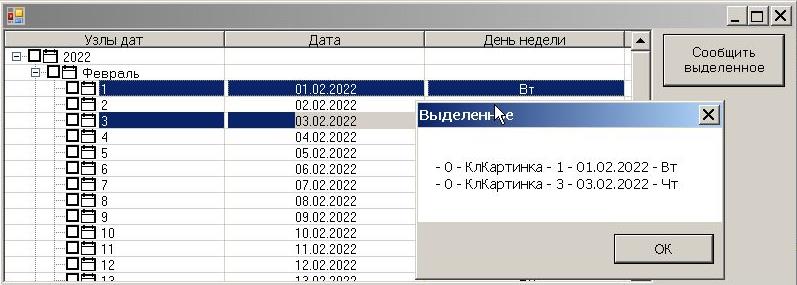 Узлы дат Дата День недели
Сообщить
выделенное
2022
Февраль
1 01.02.2022 Вт
2 02.02.2022
3 03.02.2022
4 04.02.2022
5 05.02.2022
6 06.02.2022
7 07.02.2022
8 08.02.2022
9 09.02.2022
10 10.02.2022
11 11.02.2022
12 12.02.2022
13 13.02.2022
Выделенное
- 0 - КлКартинка - 1 - 01.02.2022 - Вт
- 0 - КлКартинка - 3 - 03.02.2022 - Чт
OK